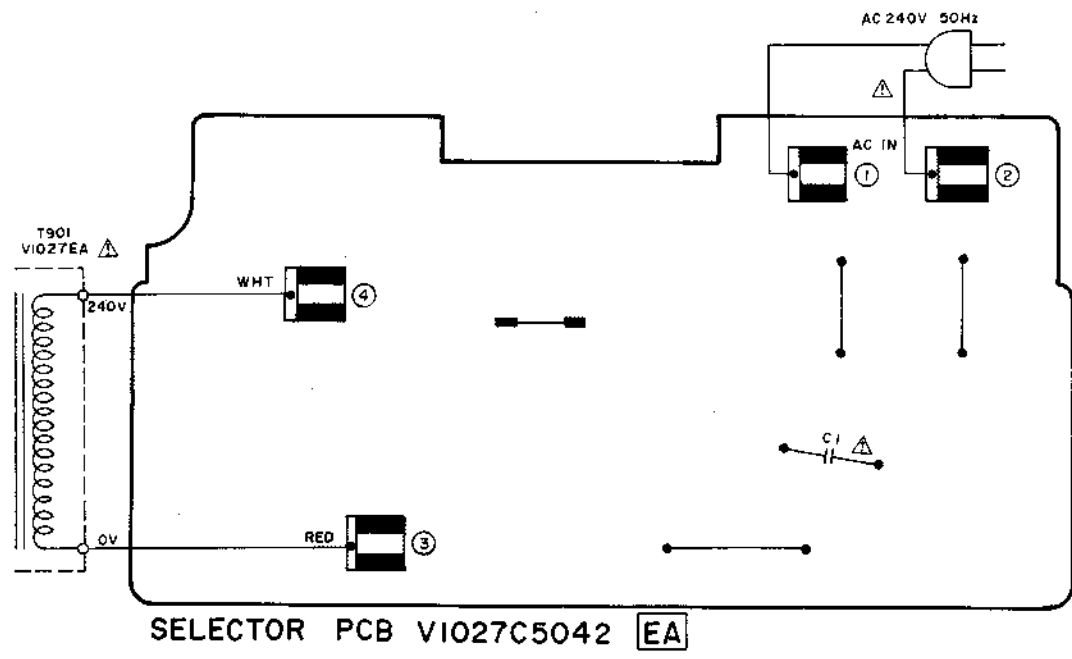 AC 240V 50Hz
AC IN
1
2
T901
V1027EA
WHT
4
240V
C1
RED
3
0V
SELECTOR PCB V1027C5042 EA